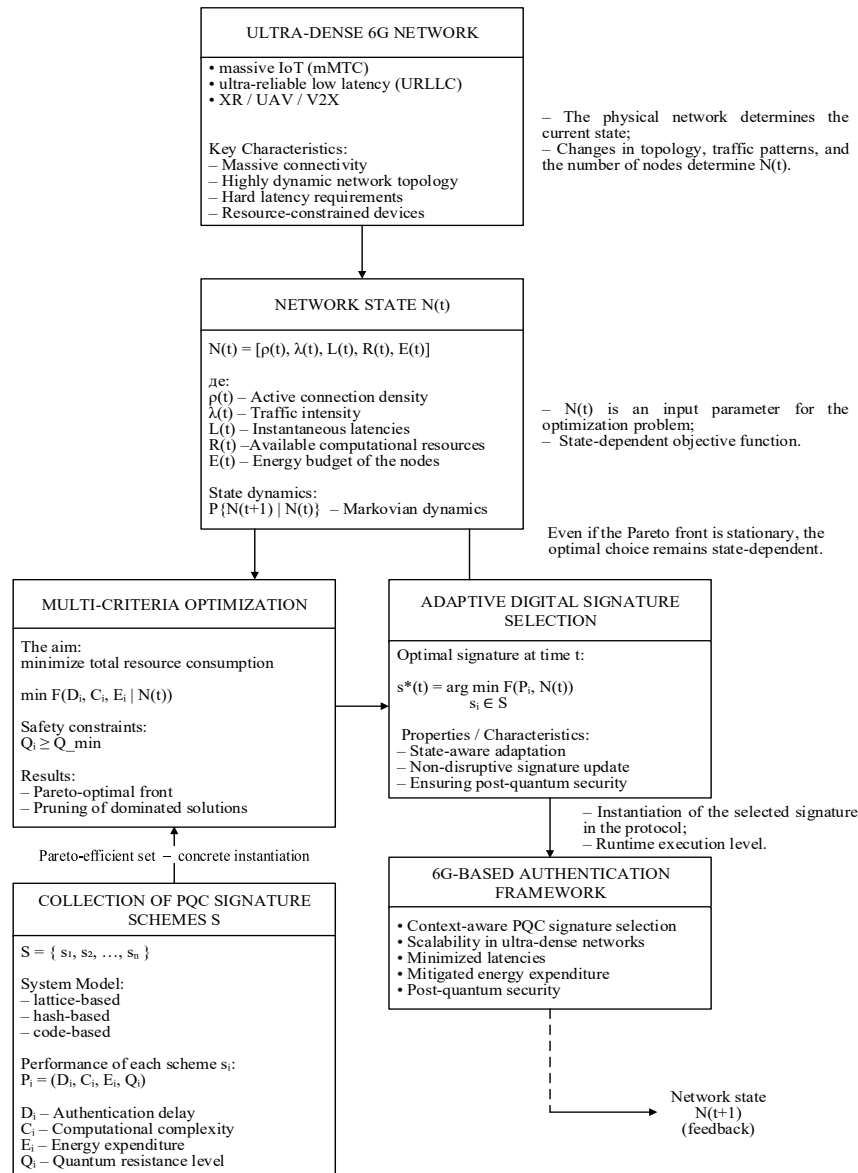 ULTRA-DENSE 6G NETWORK
• massive IoT (mMTC)
• ultra-reliable low latency (URLLC)
• XR / UAV / V2X
Key Characteristics:
– Massive connectivity
– Highly dynamic network topology
– Hard latency requirements
– Resource-constrained devices
– The physical network determines the
current state;
– Changes in topology, traffic patterns, and
the number of nodes determine N(t).
NETWORK STATE N(t)
N(t) = [ρ(t), λ(t), L(t), R(t), E(t)]
де:
ρ(t) – Active connection density
λ(t) – Traffic intensity
L(t) – Instantaneous latencies
R(t) –Available computational resources
E(t) – Energy budget of the nodes
State dynamics:
P{N(t+1) | N(t)} – Markovian dynamics
– N(t) is an input parameter for the
optimization problem;
– State-dependent objective function.
Even if the Pareto front is stationary, the
optimal choice remains state-dependent.
MULTI-CRITERIA OPTIMIZATION
The aim:
minimize total resource consumption
min F(Dᵢ, Cᵢ, Eᵢ | N(t))
Safety constraints:
Qᵢ ≥ Q_min
Results:
– Pareto-optimal front
– Pruning of dominated solutions
ADAPTIVE DIGITAL SIGNATURE
SELECTION
Optimal signature at time t:
s*(t) = arg min F(Pᵢ, N(t))
sᵢ ∈ S
Properties / Characteristics:
– State-aware adaptation
– Non-disruptive signature update
– Ensuring post-quantum security
– Instantiation of the selected signature
in the protocol;
– Runtime execution level.
Pareto-efficient set – concrete instantiation
COLLECTION OF PQC SIGNATURE
SCHEMES S
S = { s₁, s₂, …, sₙ }
System Model:
– lattice-based
– hash-based
– code-based
Performance of each scheme sᵢ:
Pᵢ = (Dᵢ, Cᵢ, Eᵢ, Qᵢ)
Dᵢ – Authentication delay
Cᵢ – Computational complexity
Eᵢ – Energy expenditure
Qᵢ – Quantum resistance level
6G-BASED AUTHENTICATION
FRAMEWORK
• Context-aware PQC signature selection
• Scalability in ultra-dense networks
• Minimized latencies
• Mitigated energy expenditure
• Post-quantum security
Network state
N(t+1)
(feedback)